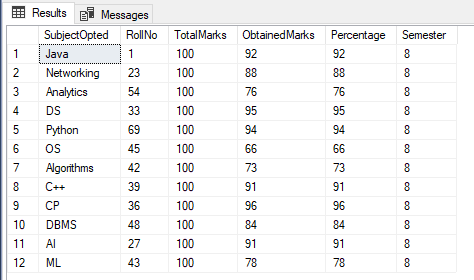 Results Messages
SubjectOpted RollNo TotalMarks ObtainedMarks Percentage Semester
1 Java 1 100 92 92 8
2 Networking 23 100 88 88 8
3 Analytics 54 100 76 76 8
4 DS 33 100 95 95 8
5 Python 69 100 94 94 8
6 OS 45 100 66 66 8
7 Algorithms 42 100 73 73 8
8 C++ 39 100 91 91 8
9 CP 36 100 96 96 8
10 DBMS 48 100 84 84 8
11 AI 27 100 91 91 8
12 ML 43 100 78 78 8